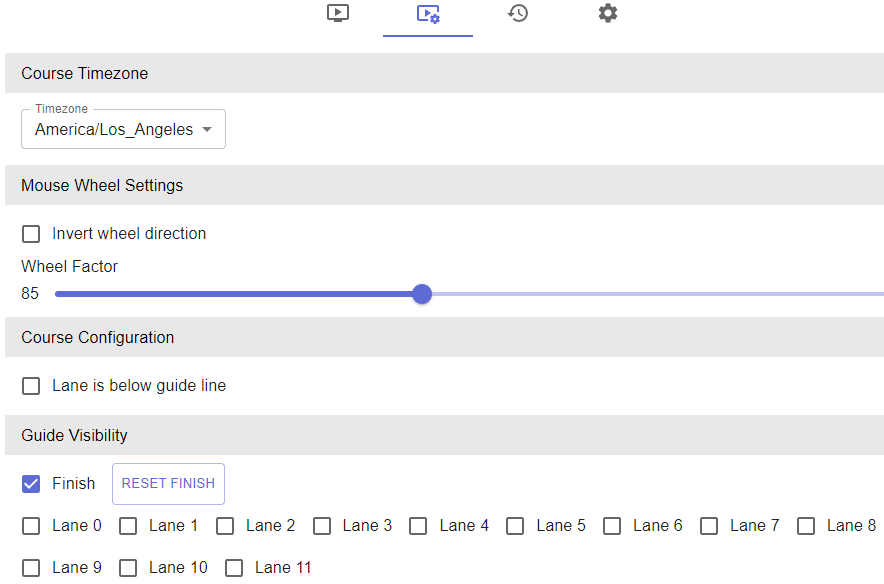 Course Timezone
Timezone
America/Los_Angeles
Mouse Wheel Settings
Invert wheel direction
Wheel Factor
85
Course Configuration
Lane is below guide line
Guide Visibility
Finish RESET FINISH
Lane 0 Lane 1 Lane 2 Lane 3 Lane 4 Lane 5 Lane 6 Lane 7 Lane 8
Lane 9 Lane 10 Lane 11